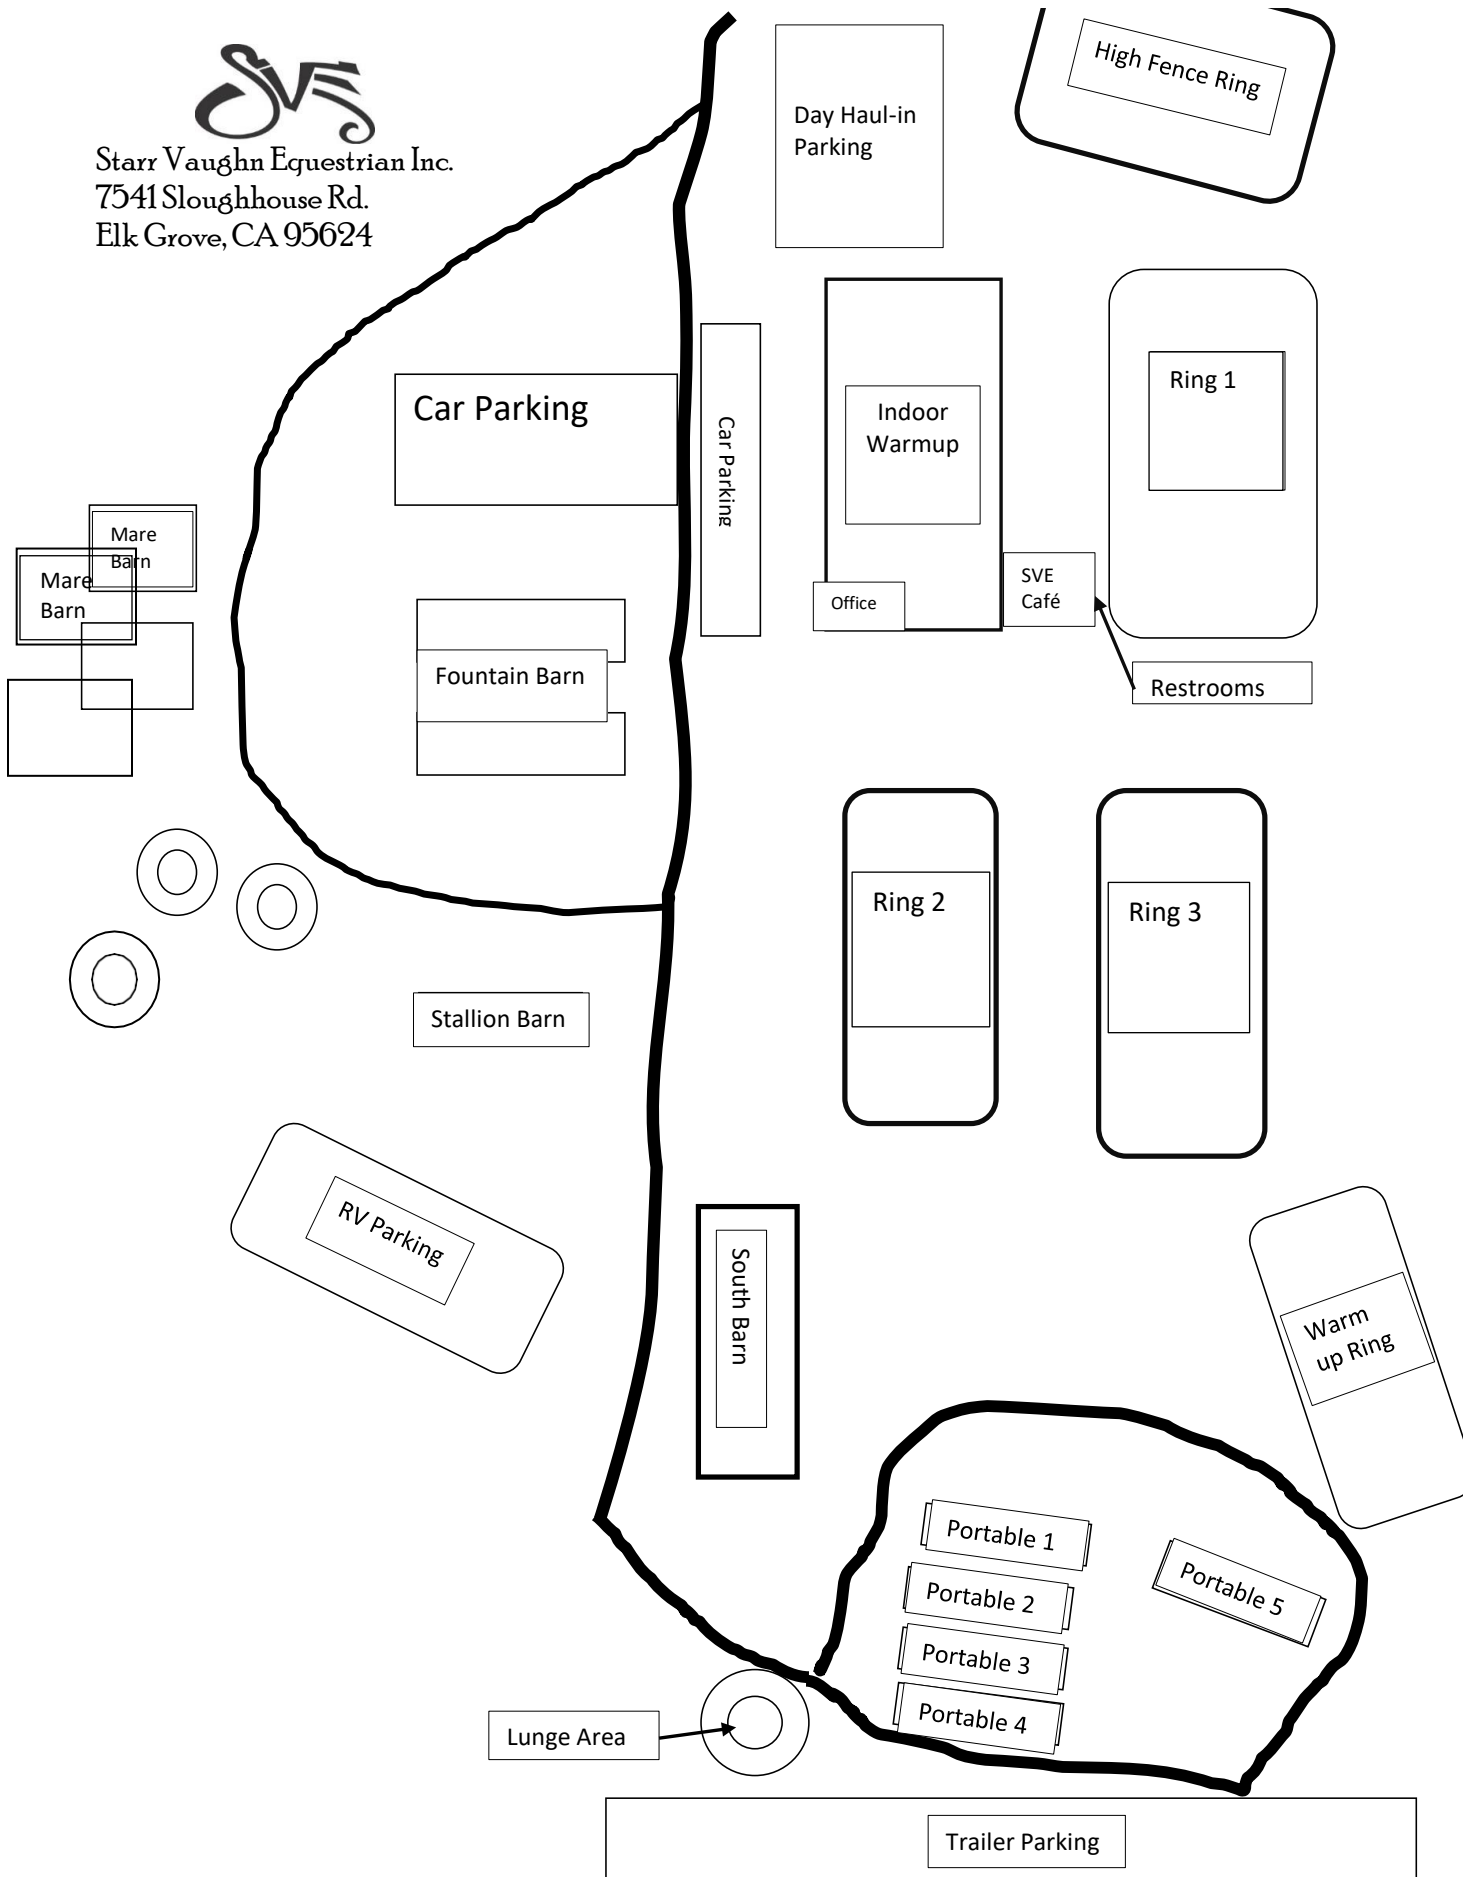 SVE
Starr Vaughn Equestrian Inc.
7541 Sloughhouse Rd.
Elk Grove, CA 95624
Day Haul-in
Parking
High Fence Ring
Car Parking
Car Parking
Indoor
Warmup
Ring 1
Mare
Barn
Mare
Barn
Office
SVE
Café
Restrooms
Fountain Barn
Ring 2
Ring 3
Stallion Barn
RV Parking
South Barn
Warm
up Ring
Portable 1
Portable 2
Portable 3
Portable 4
Portable 5
Lunge Area
Trailer Parking